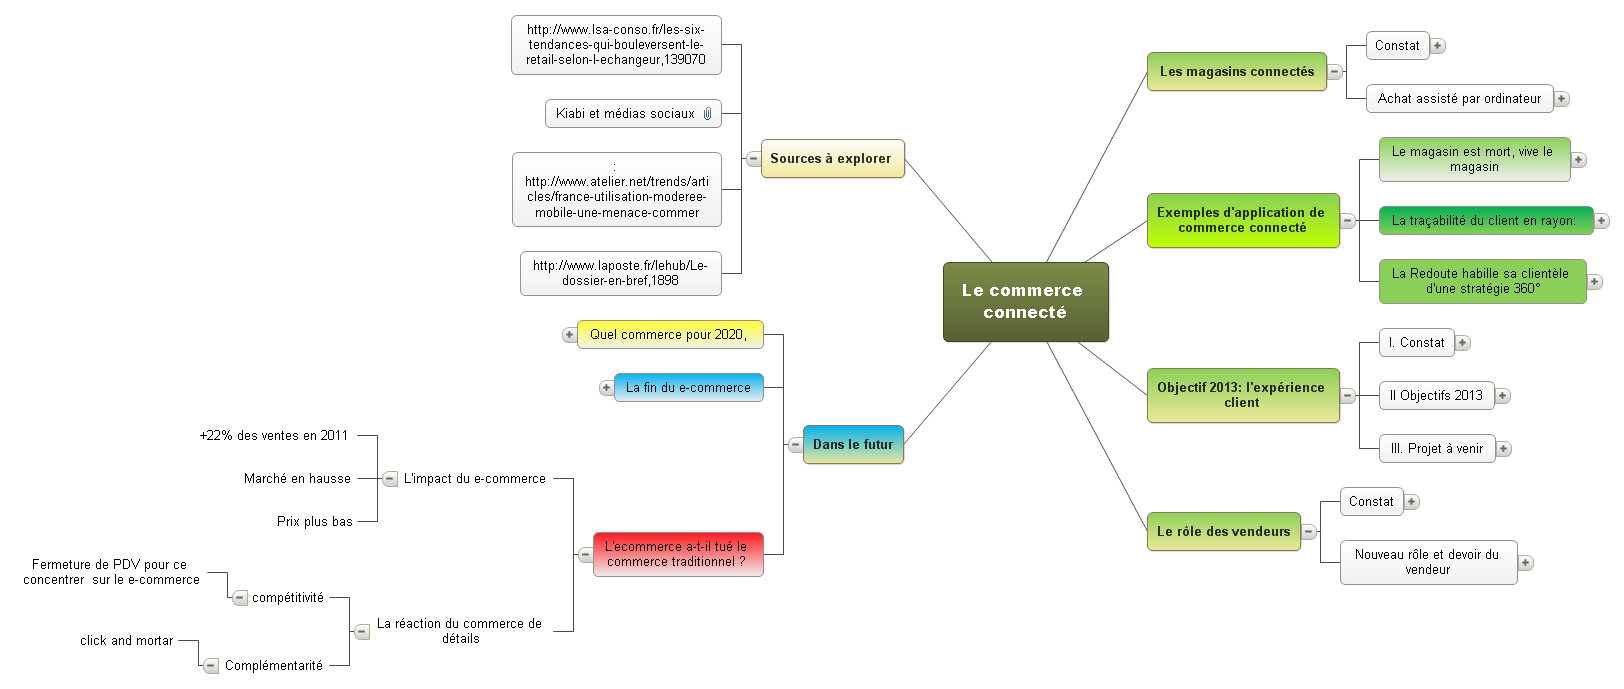 Le commerce
connecté
Les magasins connectés
Constat
Achat assisté par ordinateur
Exemples d'application de
commerce connecté
Le magasin est mort, vive le
magasin
La traçabilité du client en rayon:
La Redoute habille sa clientèle
d'une stratégie 360°
Objectif 2013: l'expérience
client
I. Constat
II Objectifs 2013
III. Projet à venir
Le rôle des vendeurs
Constat
Nouveau rôle et devoir du
vendeur
Sources à explorer
http://www.lsa-conso.fr/les-six-
tendances-qui-bouleversent-le-
retail-selon-l-echangeur,139070
Kiabi et médias sociaux
:
http://www.atelier.net/trends/arti
cles/france-utilisation-moderee-
mobile-une-menace-commer
http://www.laposte.fr/lehub/Le-
dossier-en-bref,1898
Dans le futur
Quel commerce pour 2020,
La fin du e-commerce
L'ecommerce a-t-il tué le
commerce traditionnel ?
L'impact du e-commerce
+22% des ventes en 2011
Marché en hausse
Prix plus bas
La réaction du commerce de
détails
compétitivité
Fermeture de PDV pour ce
concentrer  sur le e-commerce
Complémentarité
click and mortar